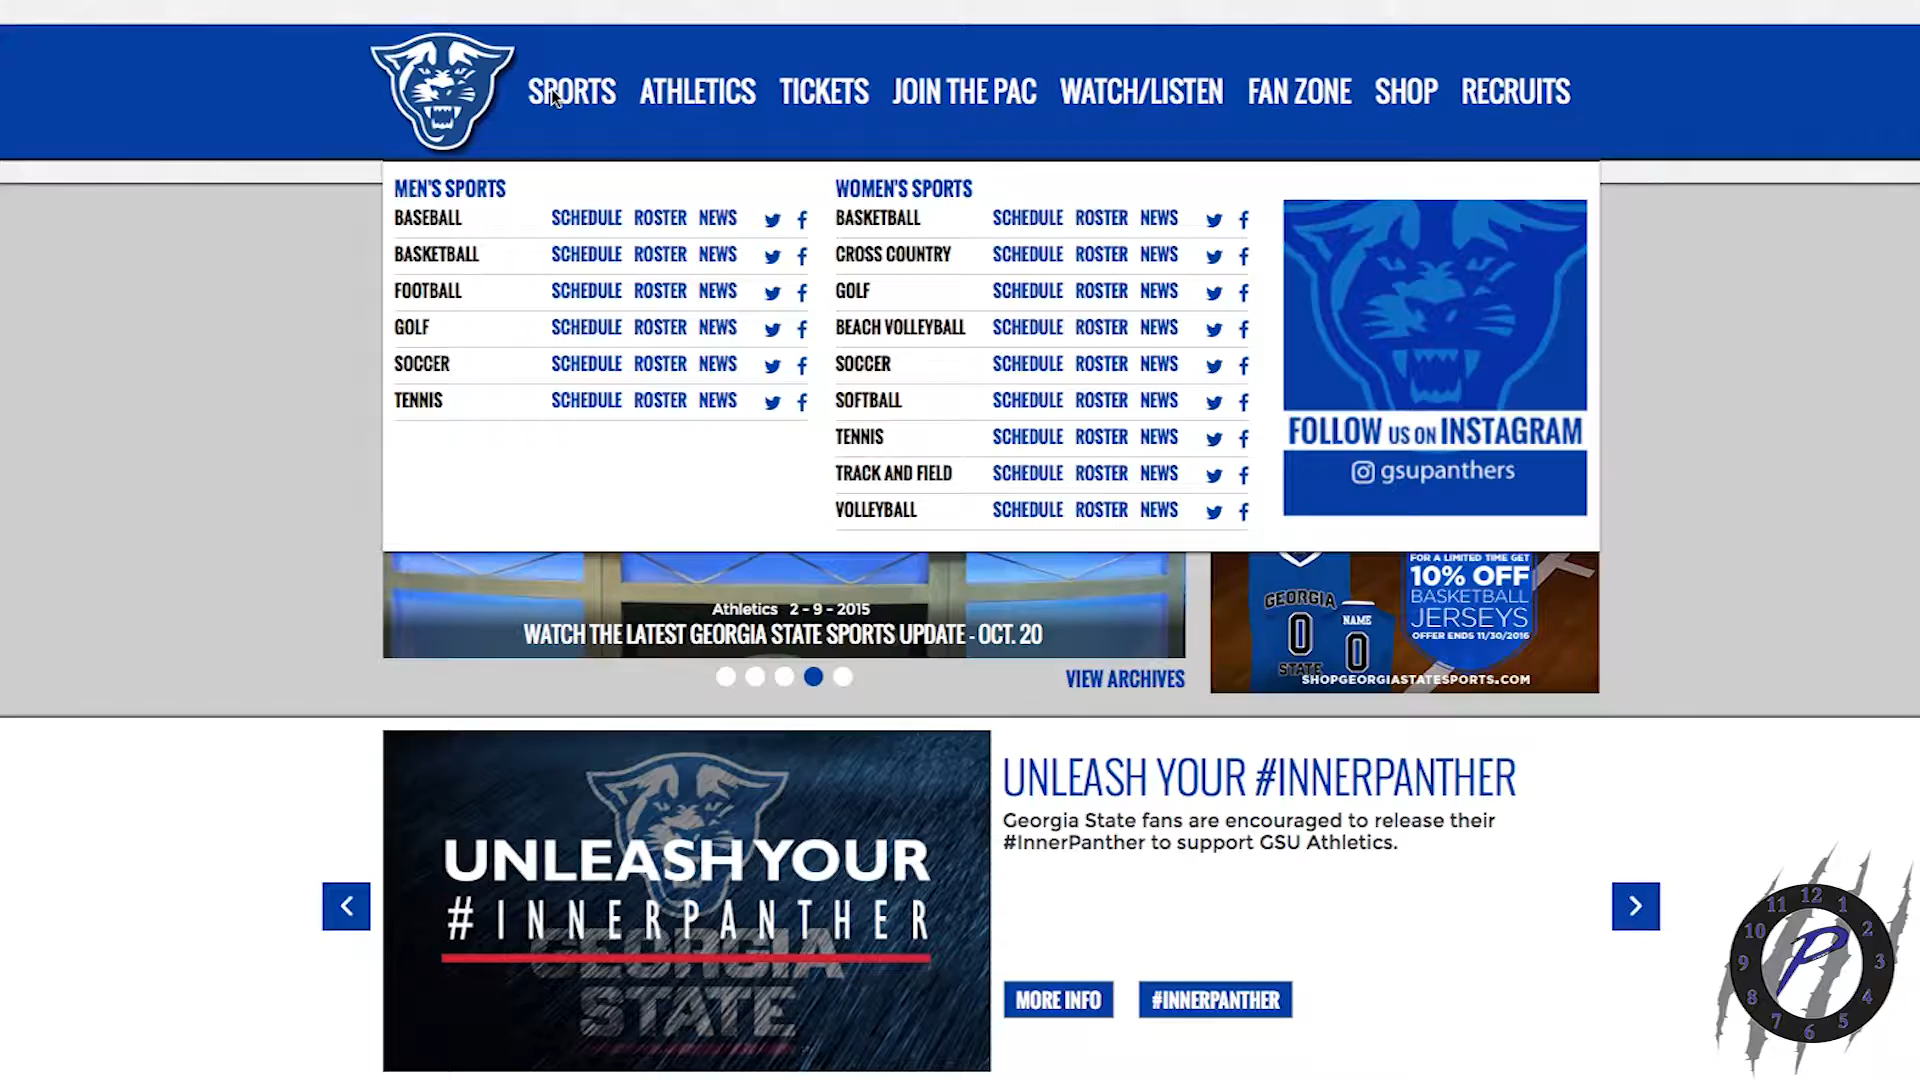 SPORTS ATHLETICS TICKETS JOIN THE PAC WATCH/LISTEN FAN ZONE SHOP RECRUITS
MEN'S SPORTS
BASEBALL SCHEDULE ROSTER NEWS
BASKETBALL SCHEDULE ROSTER NEWS
FOOTBALL SCHEDULE ROSTER NEWS
GOLF SCHEDULE ROSTER NEWS
SOCCER SCHEDULE ROSTER NEWS
TENNIS SCHEDULE ROSTER NEWS
WOMEN'S SPORTS
BASKETBALL SCHEDULE ROSTER NEWS
CROSS COUNTRY SCHEDULE ROSTER NEWS
GOLF SCHEDULE ROSTER NEWS
BEACH VOLLEYBALL SCHEDULE ROSTER NEWS
SOCCER SCHEDULE ROSTER NEWS
SOFTBALL SCHEDULE ROSTER NEWS
TENNIS SCHEDULE ROSTER NEWS
TRACK AND FIELD SCHEDULE ROSTER NEWS
VOLLEYBALL SCHEDULE ROSTER NEWS
FOLLOW US ON INSTAGRAM
gsupanthers
Athletics 2 - 9 - 2015
WATCH THE LATEST GEORGIA STATE SPORTS UPDATE - OCT. 20
VIEW ARCHIVES
GEORGIA
0
STATE
NAME
0
FOR A LIMITED TIME GET
10% OFF
BASKETBALL
JERSEYS
OFFER ENDS 11/30/2016
SHOPGEORGIASTATESPORTS.COM
UNLEASH YOUR
#INNERPANTHER
GEORGIA
STATE
UNLEASH YOUR #INNERPANTHER
Georgia State fans are encouraged to release their
#InnerPanther to support GSU Athletics.
MORE INFO #INNERPANTHER
12
1
2
3
4
5
6
7
8
9
10
11
P